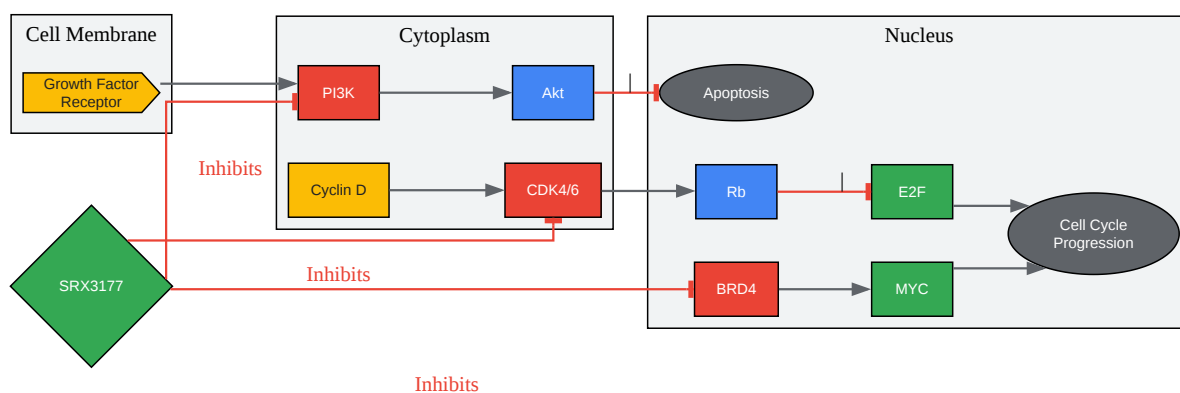 Cell Membrane
Cytoplasm
Nucleus
Growth Factor
Receptor
PI3K
Akt
Apoptosis
Inhibits
Cyclin D
CDK4/6
Rb
E2F
Cell Cycle
Progression
SRX3177
Inhibits
BRD4
MYC
Inhibits